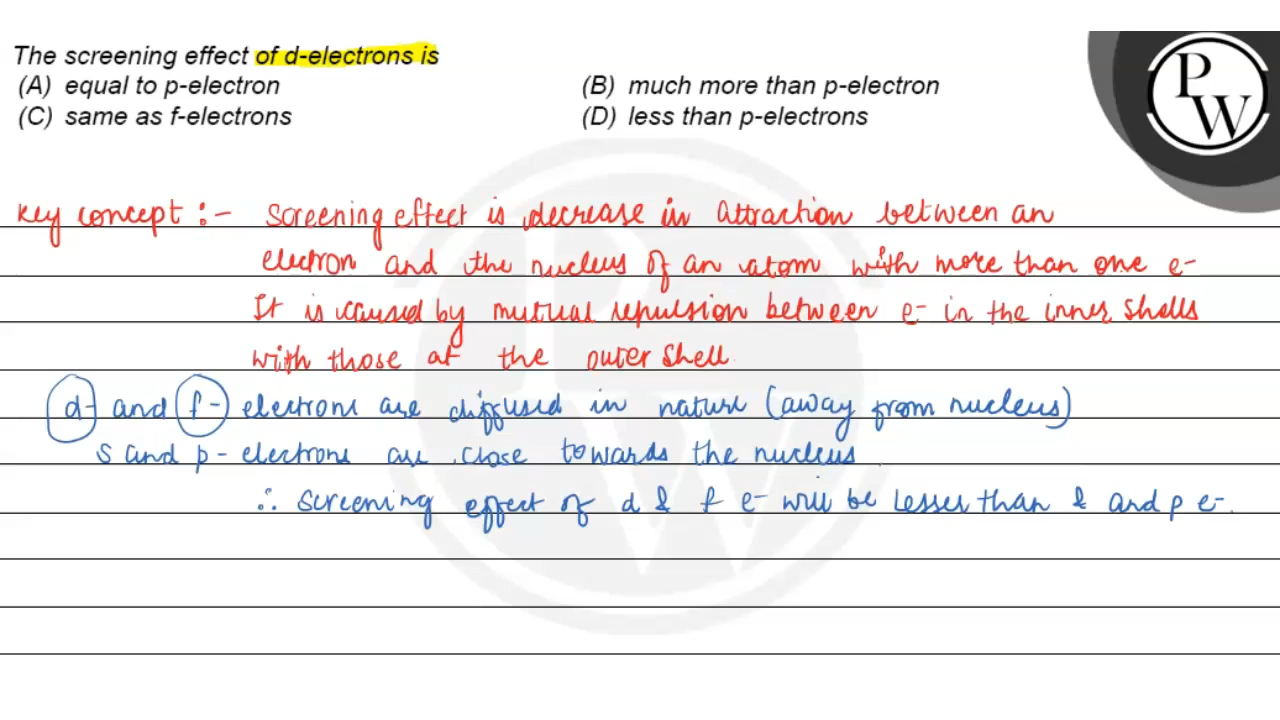 The screening effect of d-electrons is
(A) equal to p-electron
(B) much more than p-electron
(C) same as f-electrons
(D) less than p-electrons
P
W
Key concept :- Screening effect is decrease in attraction between an
electron and the nucleus of an atom with more than one e-
It is caused by mutual repulsion between e- in the inner shells
with those at the outer shell.
d- and f- electrons are diffused in nature (away from nucleus)
s and p- electrons are close towards the nucleus.
∴ screening effect of d & f e- will be lesser than & and p e-.